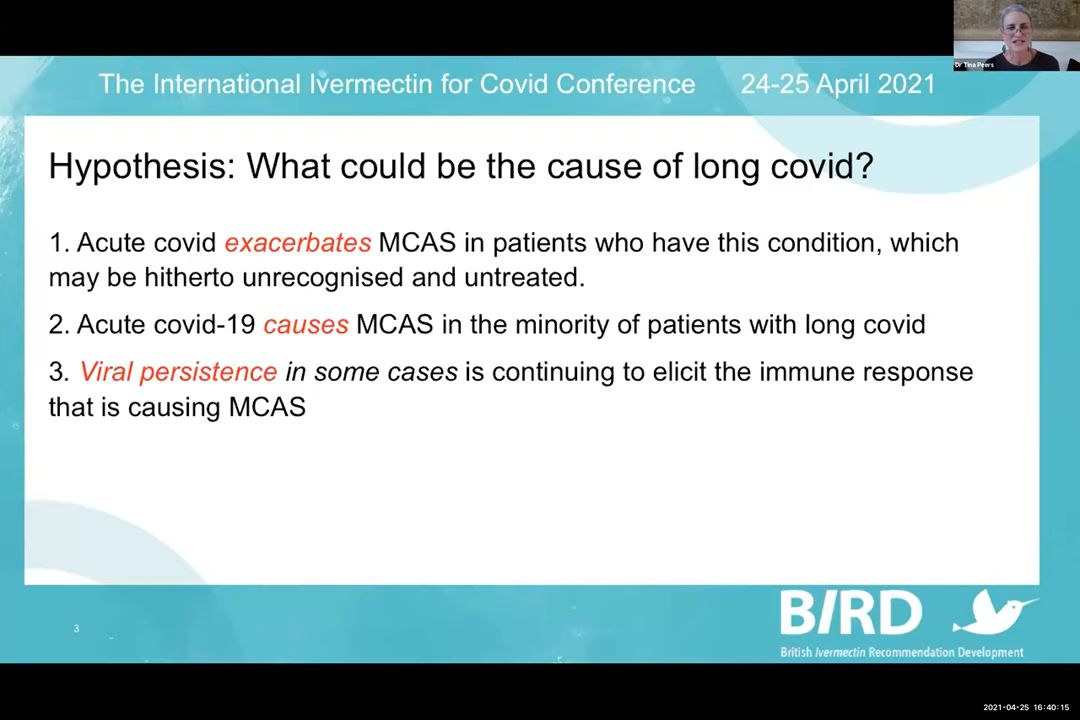 Dr Tina Peers
The International Ivermectin for Covid Conference 24-25 April 2021
Hypothesis: What could be the cause of long covid?
1. Acute covid exacerbates MCAS in patients who have this condition, which
may be hitherto unrecognised and untreated.
2. Acute covid-19 causes MCAS in the minority of patients with long covid
3. Viral persistence in some cases is continuing to elicit the immune response
that is causing MCAS
3
BIRD
British Ivermectin Recommendation Development
2021-04-25 16:40:15